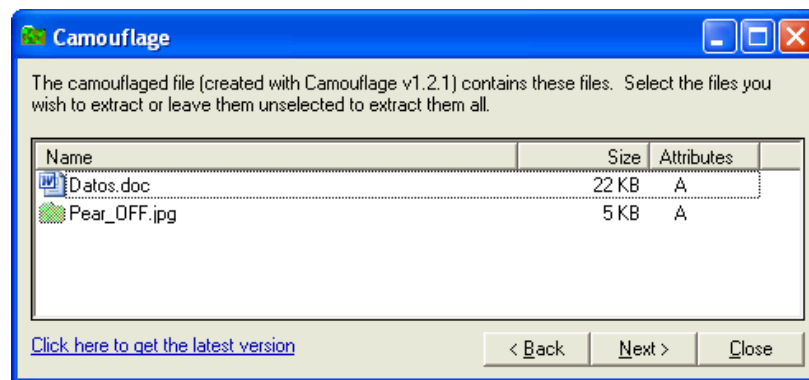 Camouflage
The camouflaged file (created with Camouflage v1.2.1) contains these files. Select the files you
wish to extract or leave them unselected to extract them all.
Name Size Attributes
Datos.doc 22 KB A
Pear_OFF.jpg 5 KB A
Click here to get the latest version < Back Next > Close